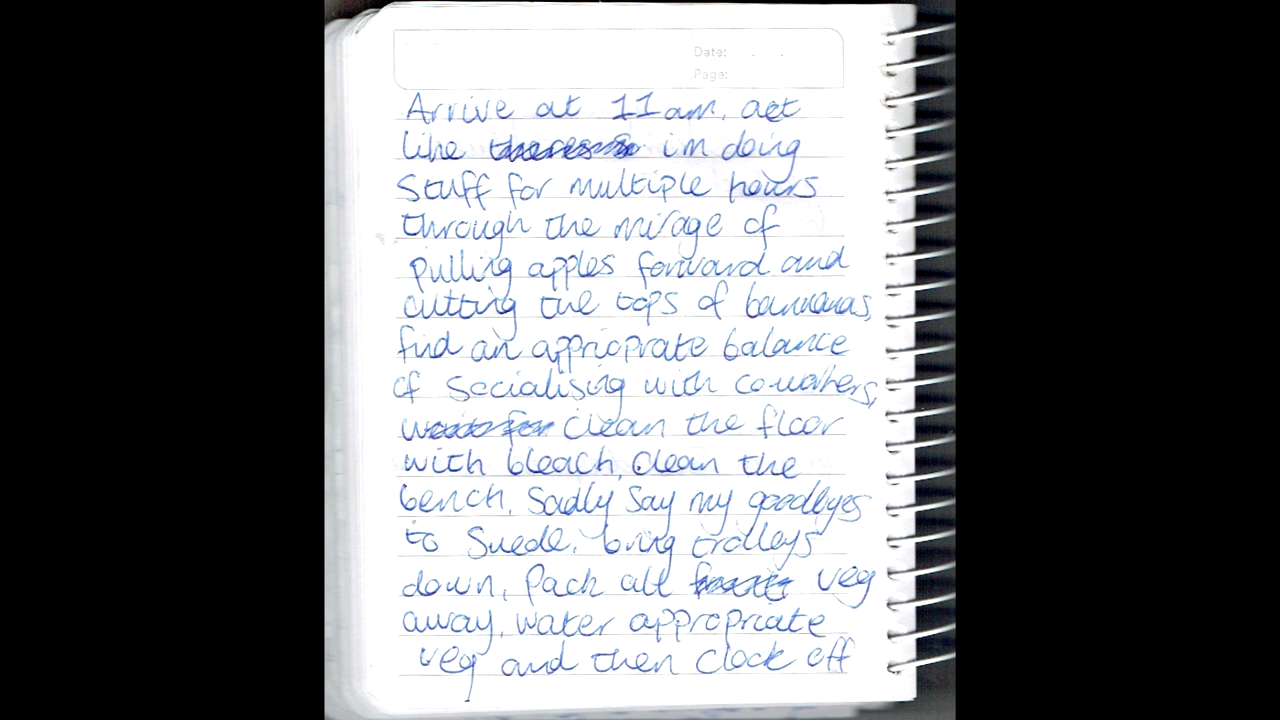 Date:
Page:
Arrive at 11am, act
like im doing
Stuff for multiple hours
through the mirage of
pulling apples forward and
cutting the tops of bannanas,
find an apprioprate balance
of Socialising with co-workers,
clean the floor
with bleach, Clean the
bench, Sadly Say my goodbyes
to Suede, bring trolleys
down, Pack all veg
away, water appropriate
veg and then Clock off